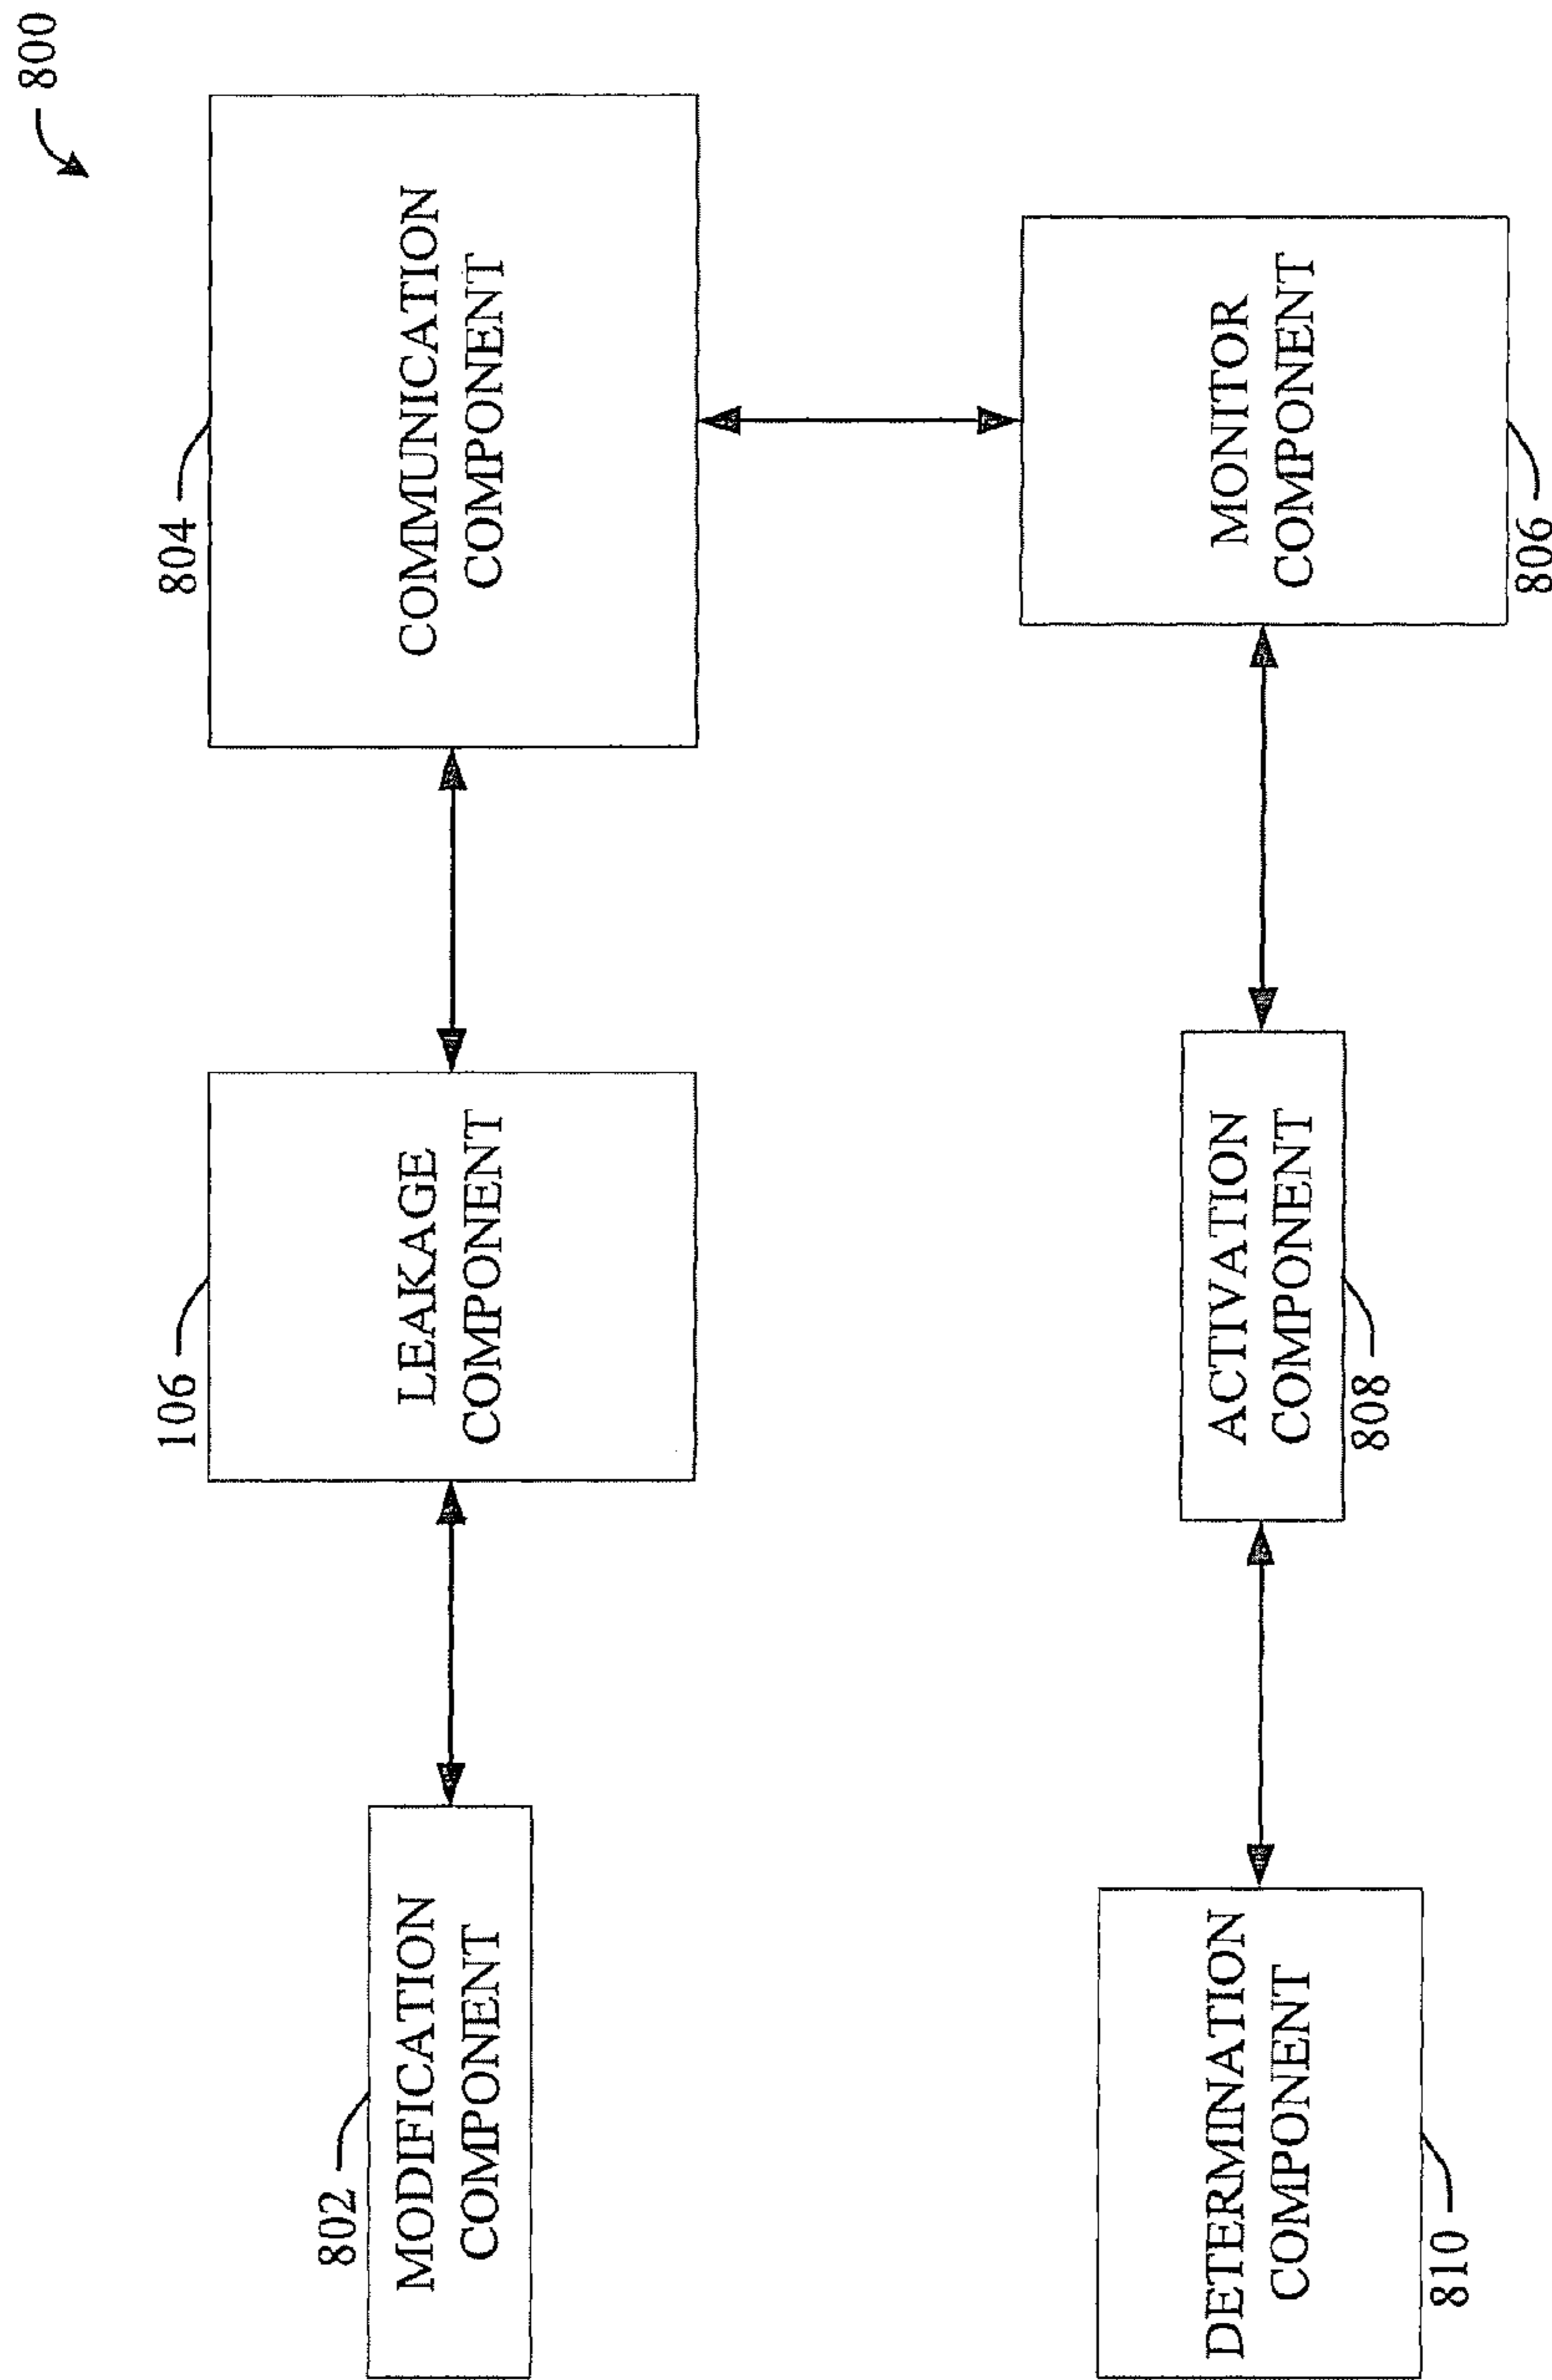 800
802
MODIFICATION
COMPONENT
106
LEAKAGE
COMPONENT
804
COMMUNICATION
COMPONENT
DETERMINATION
COMPONENT
810
ACTIVATION
COMPONENT
808
MONITOR
COMPONENT
806